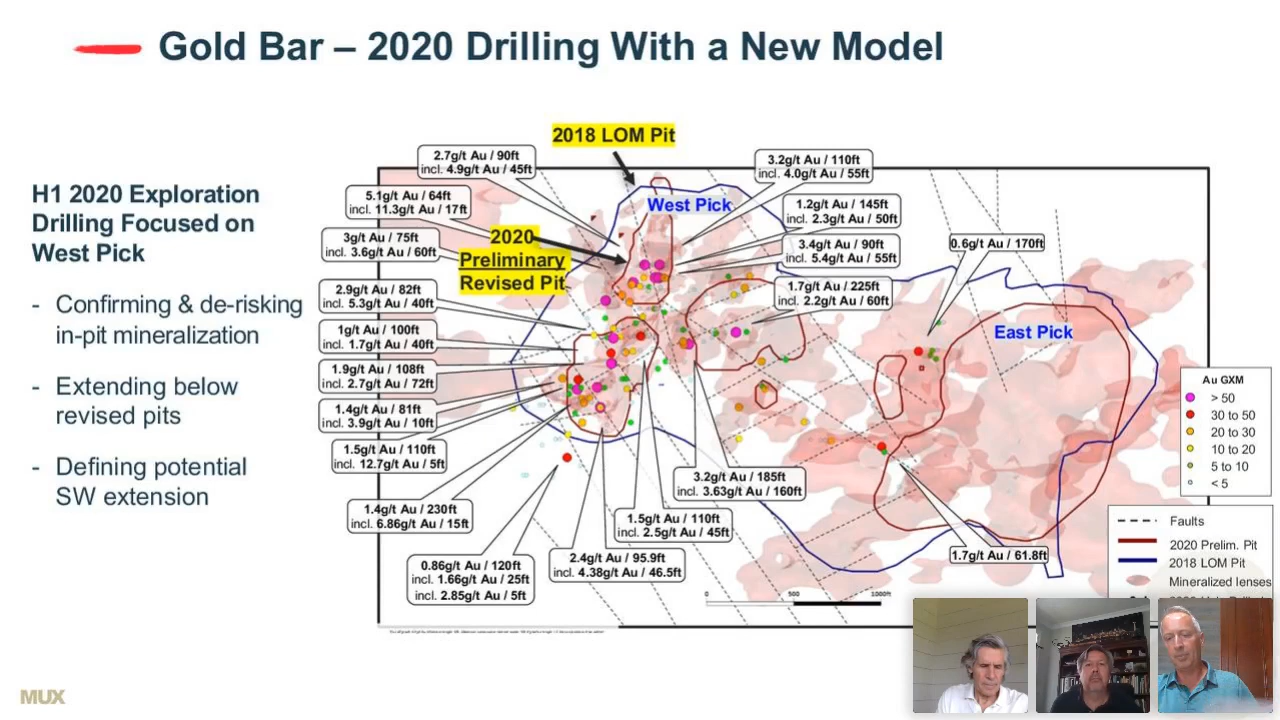 Gold Bar – 2020 Drilling With a New Model
H1 2020 Exploration
Drilling Focused on
West Pick
- Confirming & de-risking
in-pit mineralization
- Extending below
revised pits
- Defining potential
SW extension
2018 LOM Pit
2020
Preliminary
Revised Pit
West Pick
East Pick
2.7g/t Au / 90ft
incl. 4.9g/t Au / 45ft
5.1g/t Au / 64ft
incl. 11.3g/t Au / 17ft
3g/t Au / 75ft
incl. 3.6g/t Au / 60ft
2.9g/t Au / 82ft
incl. 5.3g/t Au / 40ft
1g/t Au / 100ft
incl. 1.7g/t Au / 40ft
1.9g/t Au / 108ft
incl. 2.7g/t Au / 72ft
1.4g/t Au / 81ft
incl. 3.9g/t Au / 10ft
1.5g/t Au / 110ft
incl. 12.7g/t Au / 5ft
1.4g/t Au / 230ft
incl. 6.86g/t Au / 15ft
0.86g/t Au / 120ft
incl. 1.66g/t Au / 25ft
incl. 2.85g/t Au / 5ft
2.4g/t Au / 95.9ft
incl. 4.38g/t Au / 46.5ft
1.5g/t Au / 110ft
incl. 2.5g/t Au / 45ft
3.2g/t Au / 185ft
incl. 3.63g/t Au / 160ft
3.2g/t Au / 110ft
incl. 4.0g/t Au / 55ft
1.2g/t Au / 145ft
incl. 2.3g/t Au / 50ft
3.4g/t Au / 90ft
incl. 5.4g/t Au / 55ft
1.7g/t Au / 225ft
incl. 2.2g/t Au / 60ft
0.6g/t Au / 170ft
1.7g/t Au / 61.8ft
0 500 1000ft
Au GXM
> 50
30 to 50
20 to 30
10 to 20
5 to 10
< 5
Faults
2020 Prelim. Pit
2018 LOM Pit
Mineralized lenses
MUX